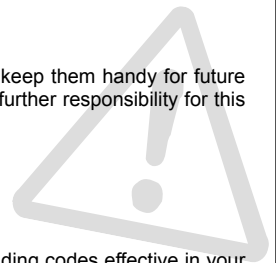 keep them handy for future
further responsibility for this
ding codes effective in your